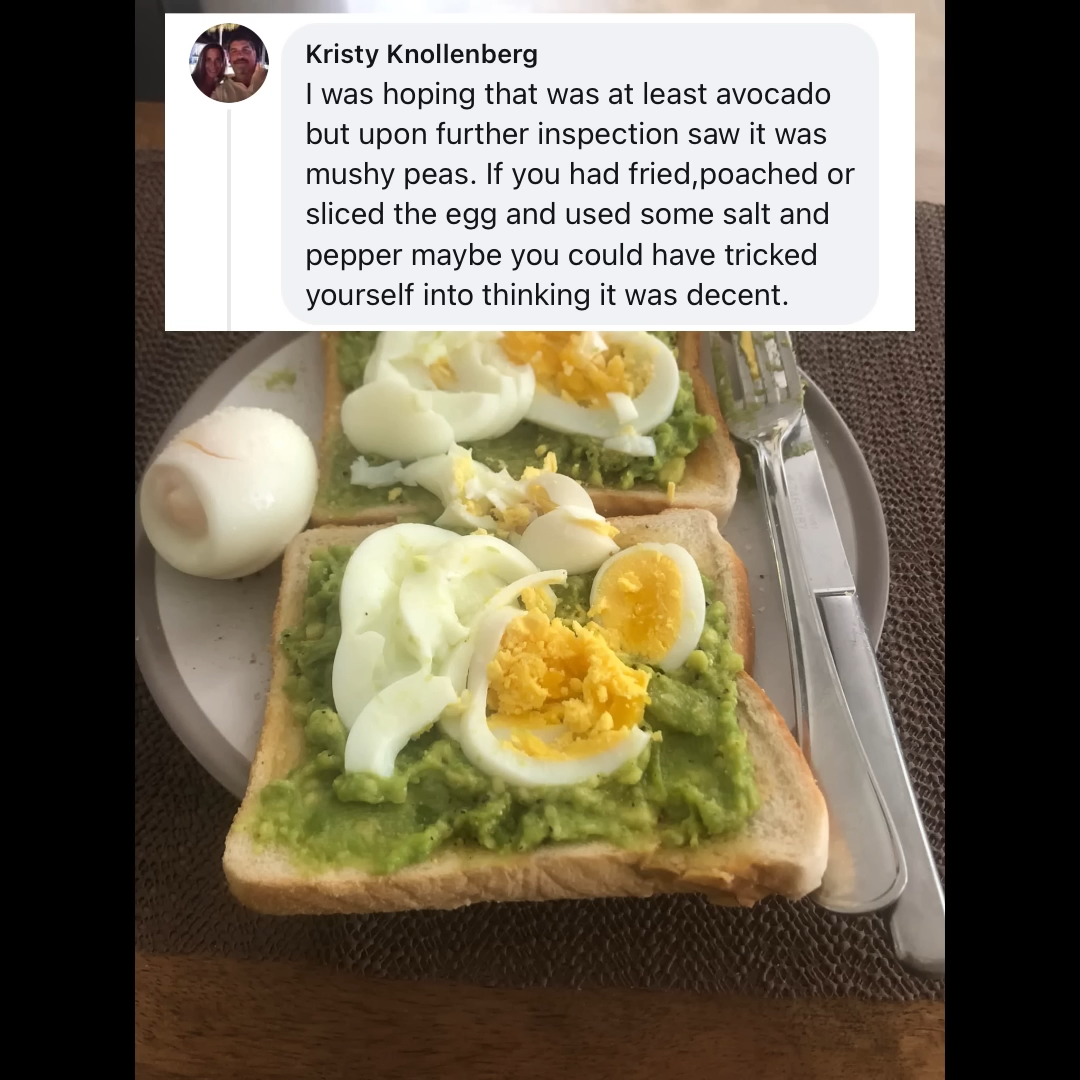 Kristy Knollenberg
I was hoping that was at least avocado
but upon further inspection saw it was
mushy peas. If you had fried,poached or
sliced the egg and used some salt and
pepper maybe you could have tricked
yourself into thinking it was decent.